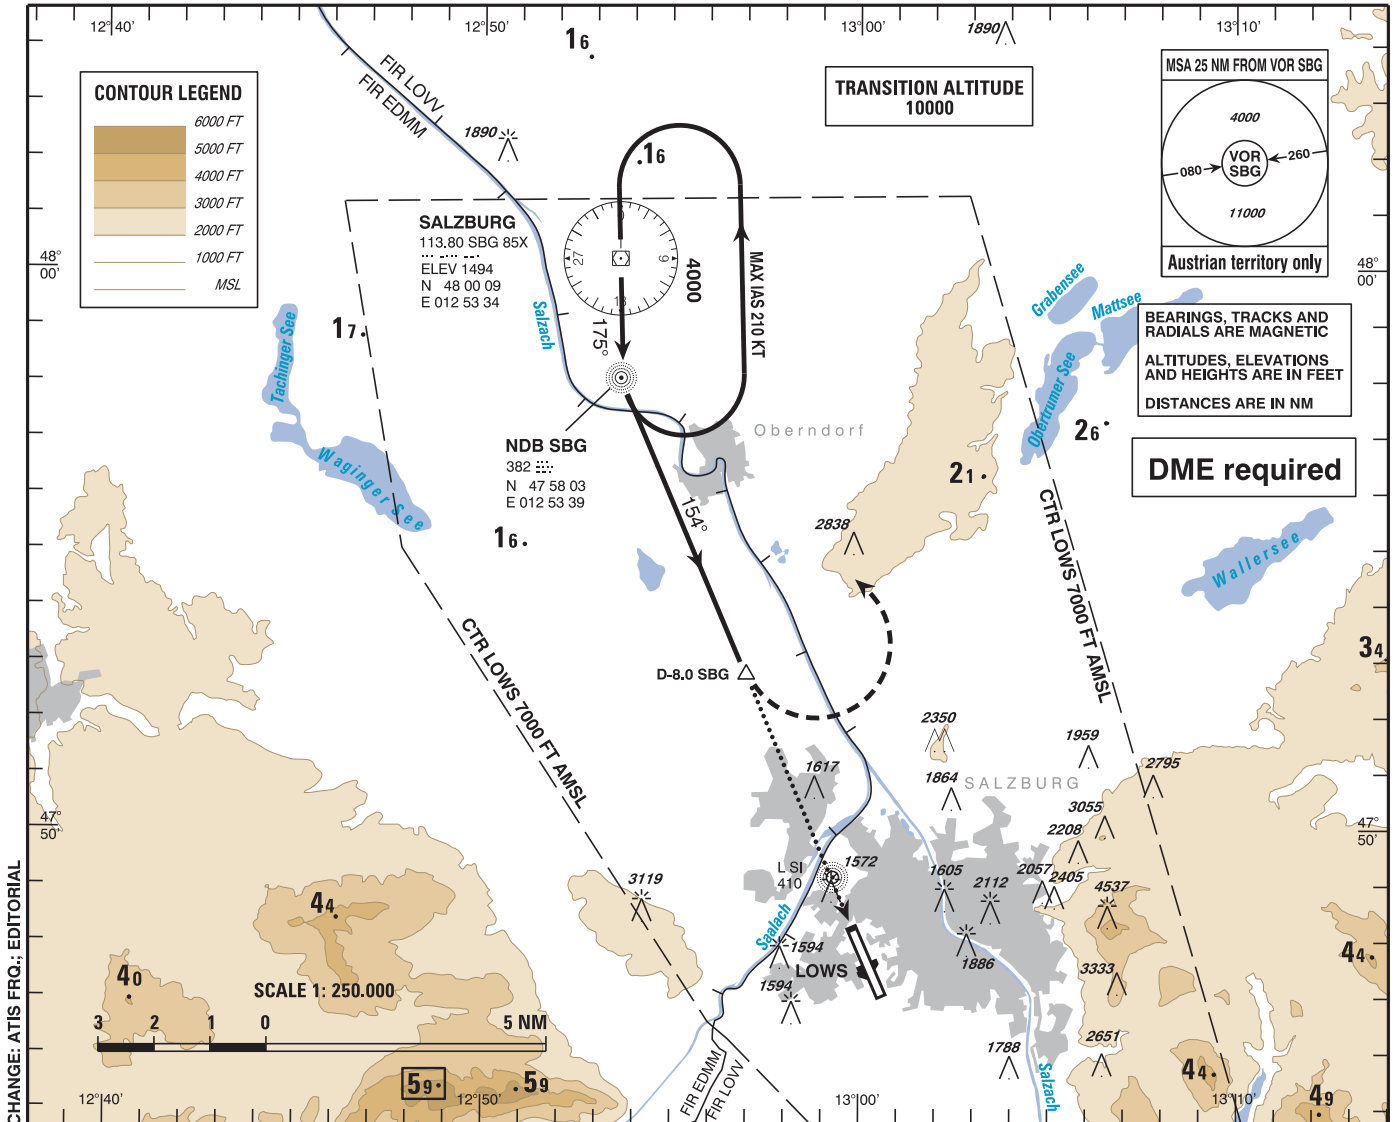 12°40'
12°50'
13°00'
13°10'
16.
1890
CONTOUR LEGEND
6000 FT
5000 FT
4000 FT
3000 FT
2000 FT
1000 FT
MSL
FIR LOVV
FIR EDMM
1890
.16
TRANSITION ALTITUDE
10000
MSA 25 NM FROM VOR SBG
4000
VOR
SBG
080
260
11000
Austrian territory only
SALZBURG
113.80 SBG 85X
ELEV 1494
N 48 00 09
E 012 53 34
27
9
18
0
4000
MAX IAS 210 KT
175°
48°
00'
48°
00'
Salzach
Tachinger See
17.
Waginger See
Grabensee
Mattsee
Obertrumer See
BEARINGS, TRACKS AND
RADIALS ARE MAGNETIC
ALTITUDES, ELEVATIONS
AND HEIGHTS ARE IN FEET
DISTANCES ARE IN NM
DME required
NDB SBG
382
N 47 58 03
E 012 53 39
Oberndorf
26.
21.
16.
154°
2838
CTR LOWS 7000 FT AMSL
Wallersee
CTR LOWS 7000 FT AMSL
D-8.0 SBG
34
2350
1959
1617
1864
SALZBURG
2795
3055
2208
47°
50'
47°
50'
L SI
410
1572
1605
2112
2057
2405
4537
3119
44
Saalach
1594
LOWS
1594
1886
3333
44.
40
SCALE 1: 250.000
3
2
1
0
5 NM
1788
2651
Salzach
44.
59.
59
FIR EDMM
FIR LOVV
49
12°40'
12°50'
13°00'
13°10'
CHANGE: ATIS FRQ.; EDITORIAL